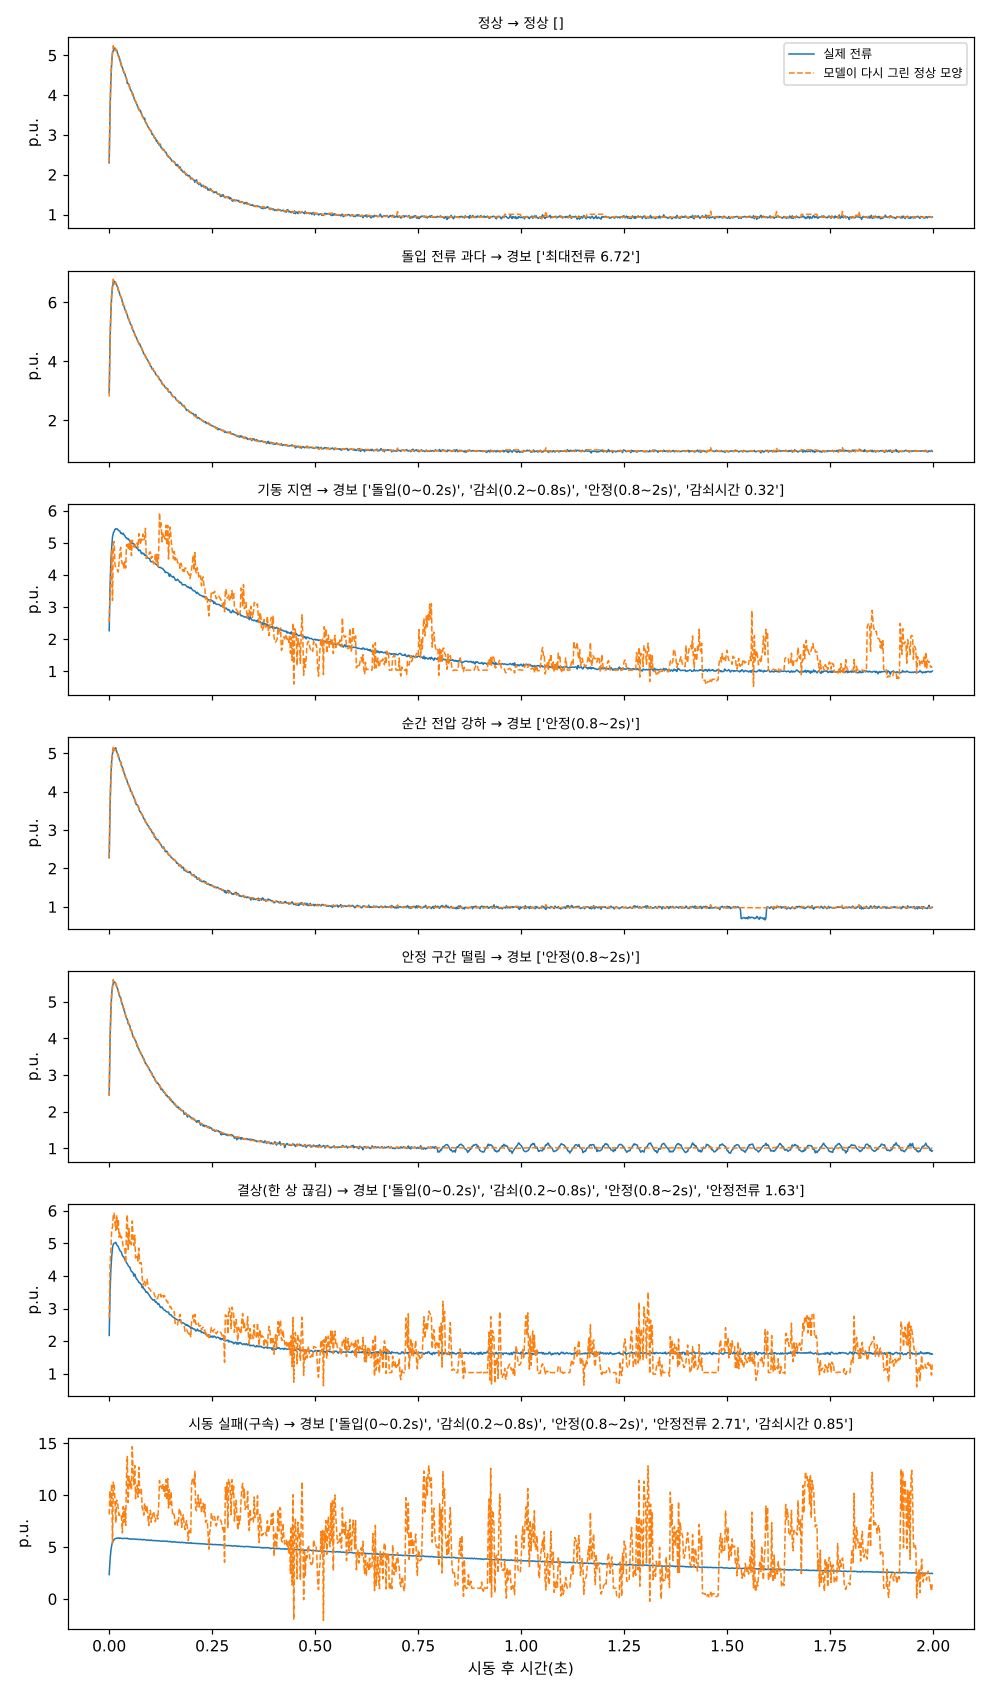 정상 → 정상 []
실제 전류
모델이 다시 그린 정상 모양
p.u.
5
4
3
2
1
돌입 전류 과다 → 경보 ['최대전류 6.72']
p.u.
6
4
2
기동 지연 → 경보 ['돌입(0~0.2s)', '감쇠(0.2~0.8s)', '안정(0.8~2s)', '감쇠시간 0.32']
p.u.
6
5
4
3
2
1
순간 전압 강하 → 경보 ['안정(0.8~2s)']
p.u.
5
4
3
2
1
안정 구간 떨림 → 경보 ['안정(0.8~2s)']
p.u.
5
4
3
2
1
결상(한 상 끊김) → 경보 ['돌입(0~0.2s)', '감쇠(0.2~0.8s)', '안정(0.8~2s)', '안정전류 1.63']
p.u.
6
5
4
3
2
1
시동 실패(구속) → 경보 ['돌입(0~0.2s)', '감쇠(0.2~0.8s)', '안정(0.8~2s)', '안정전류 2.71', '감쇠시간 0.85']
p.u.
15
10
5
0
0.00 0.25 0.50 0.75 1.00 1.25 1.50 1.75 2.00
시동 후 시간(초)